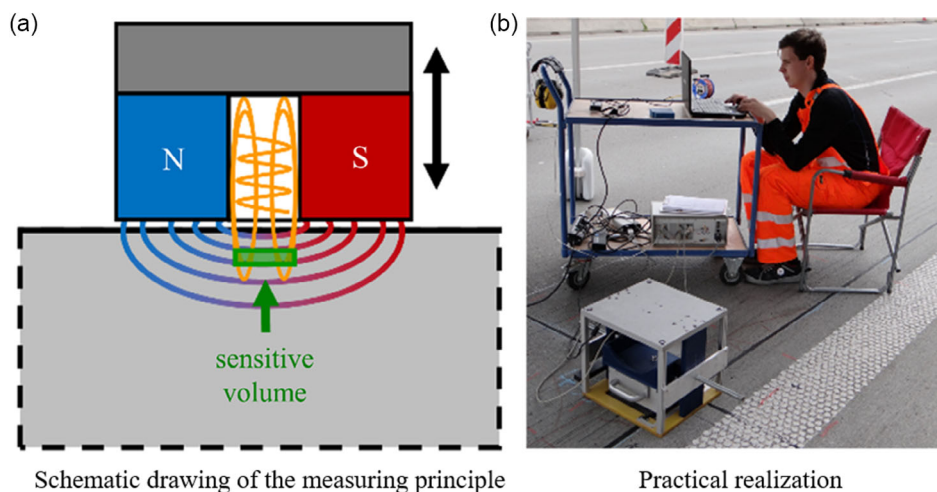 (a)
N
S
sensitive
volume
Schematic drawing of the measuring principle
(b)
Practical realization